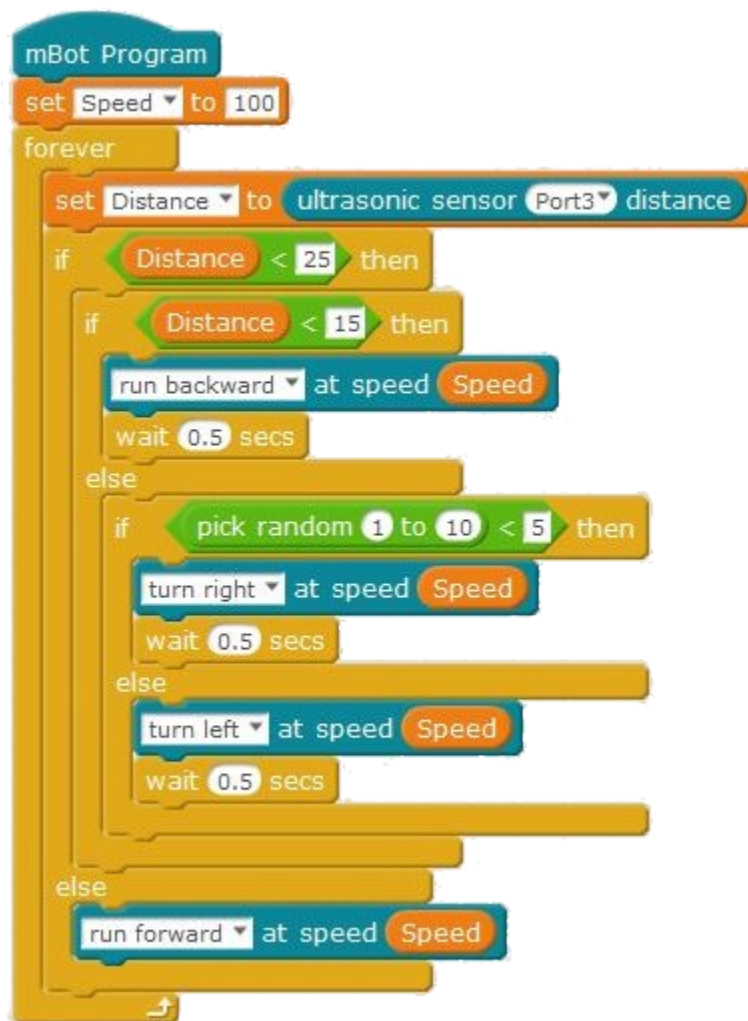 mBot Program
set Speed to 100
forever
set Distance to ultrasonic sensor Port3 distance
if Distance < 25 then
if Distance < 15 then
run backward at speed Speed
wait 0.5 secs
else
if pick random 1 to 10 < 5 then
turn right at speed Speed
wait 0.5 secs
else
turn left at speed Speed
wait 0.5 secs
else
run forward at speed Speed